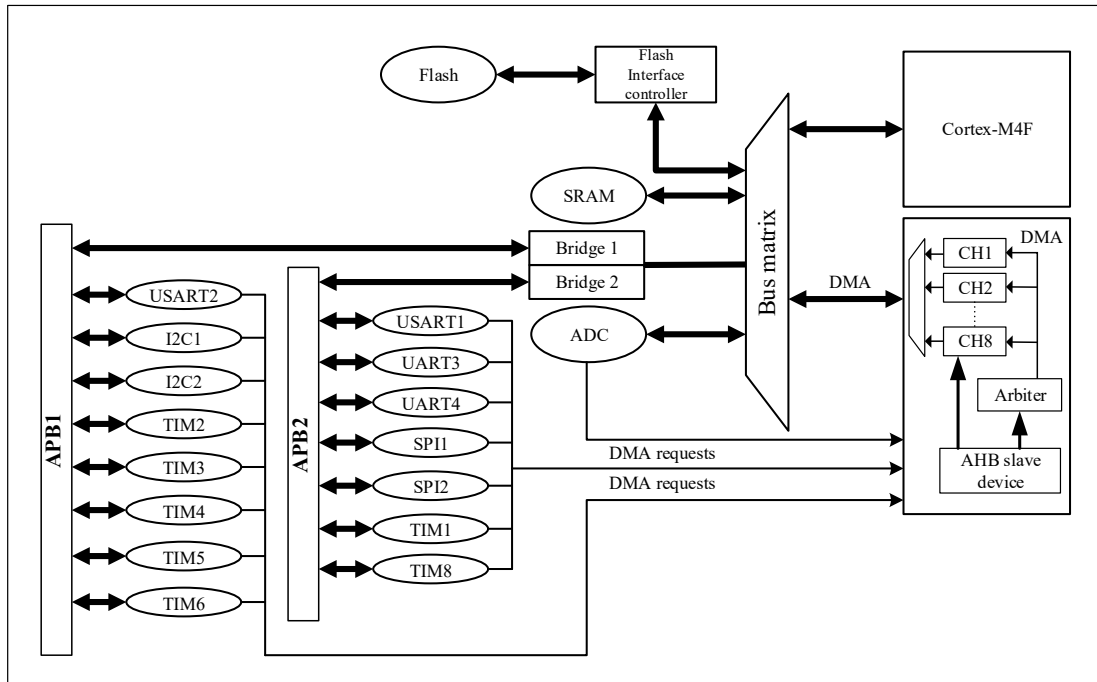 Flash
Flash
Interface
controller
Cortex-M4F
SRAM
Bus matrix
Bridge 1
Bridge 2
ADC
DMA
DMA
CH1
CH2
CH8
Arbiter
AHB slave
device
APB1
USART2
I2C1
I2C2
TIM2
TIM3
TIM4
TIM5
TIM6
APB2
USART1
UART3
UART4
SPI1
SPI2
TIM1
TIM8
DMA requests
DMA requests